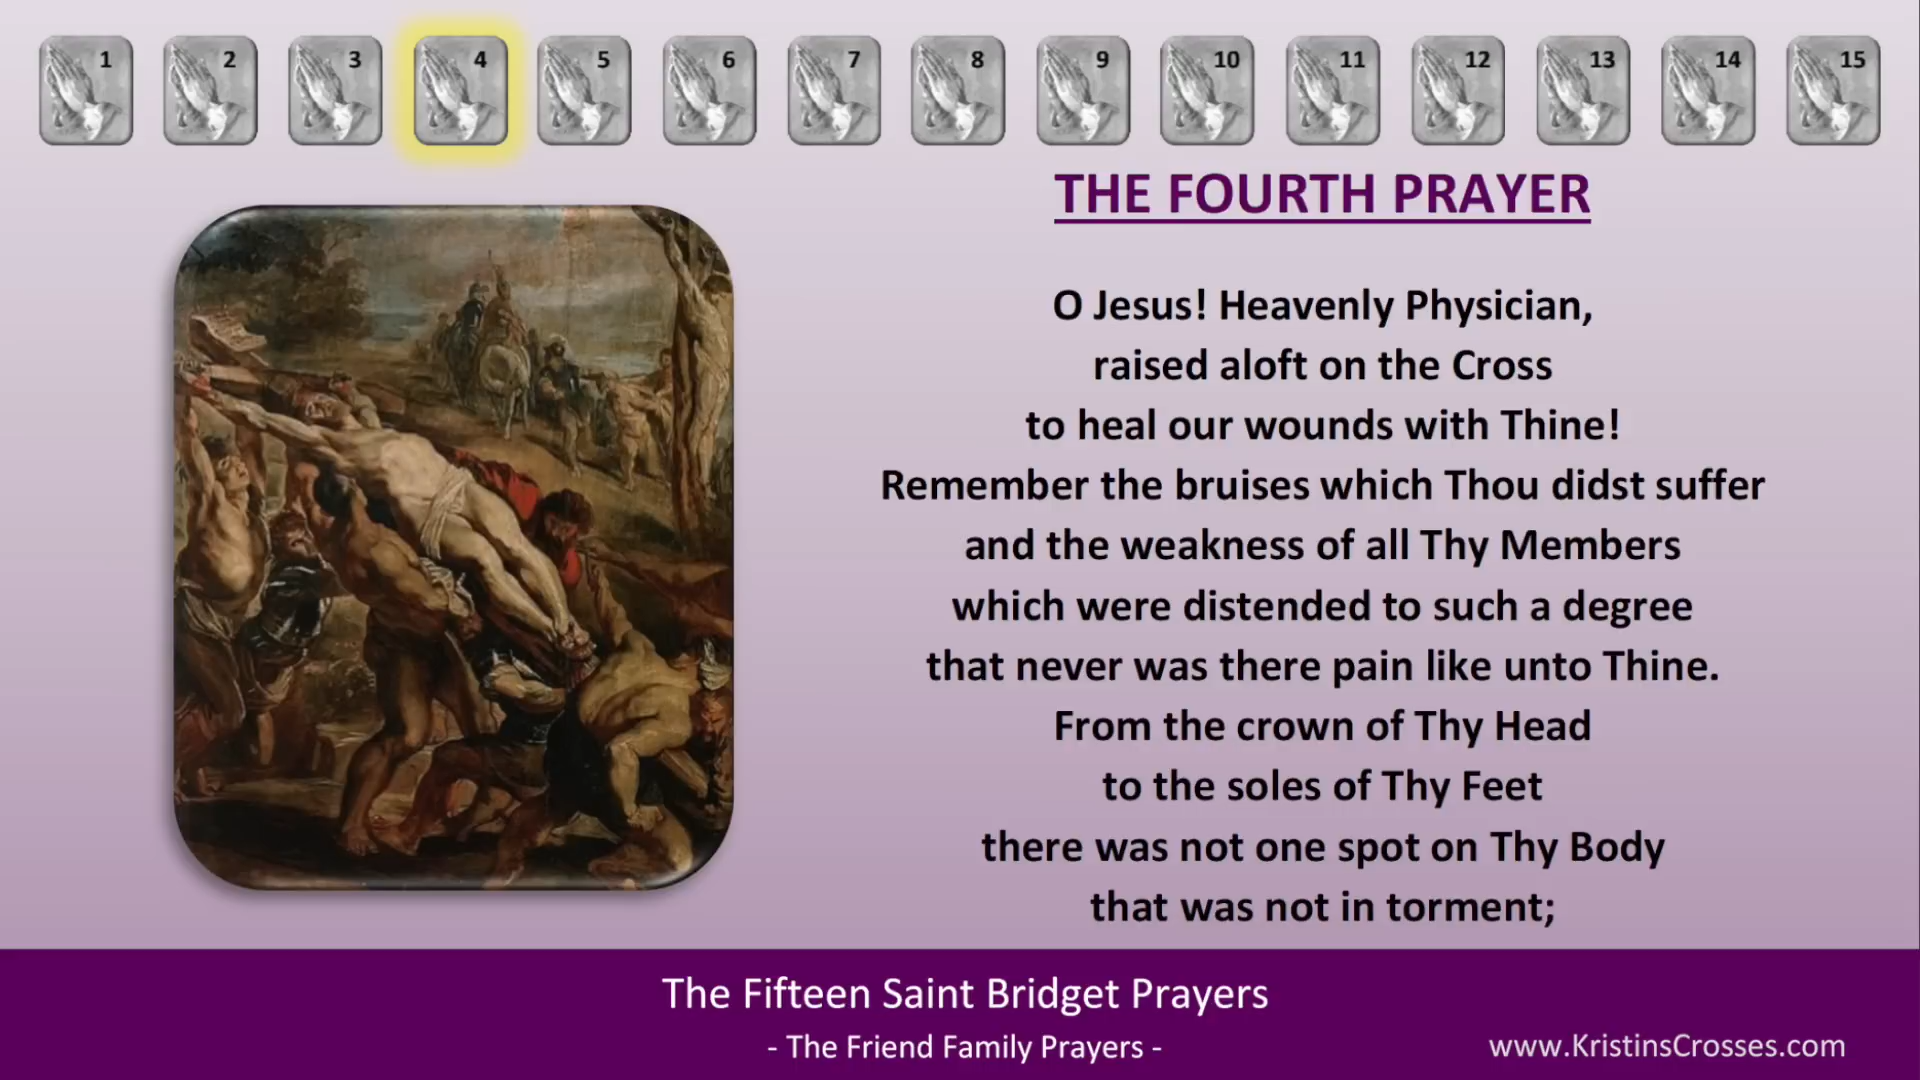 1 2 3 4 5 6 7 8 9 10 11 12 13 14 15
THE FOURTH PRAYER
O Jesus! Heavenly Physician,
raised aloft on the Cross
to heal our wounds with Thine!
Remember the bruises which Thou didst suffer
and the weakness of all Thy Members
which were distended to such a degree
that never was there pain like unto Thine.
From the crown of Thy Head
to the soles of Thy Feet
there was not one spot on Thy Body
that was not in torment;
The Fifteen Saint Bridget Prayers
- The Friend Family Prayers -
www.KristinsCrosses.com